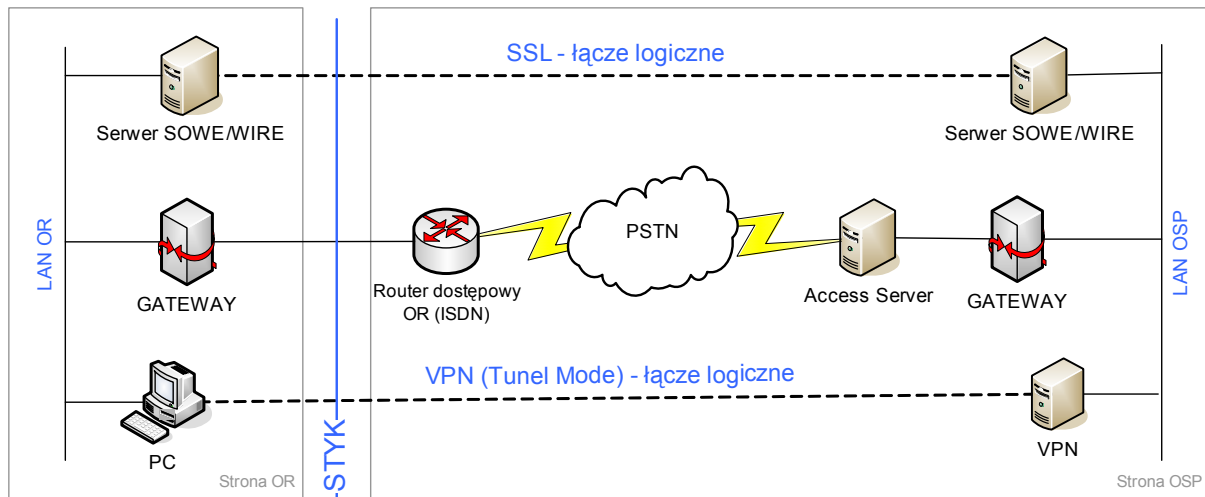 SSL - łącze logiczne
Serwer SOWE/WIRE
Serwer SOWE/WIRE
LAN OR
GATEWAY
Router dostępowy
OR (ISDN)
PSTN
Access Server
GATEWAY
LAN OSP
VPN (Tunel Mode) - łącze logiczne
PC
VPN
Strona OR
-STYK-
Strona OSP